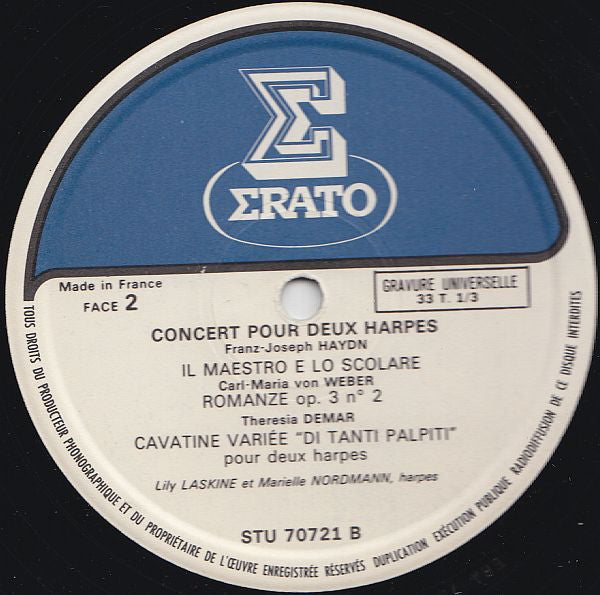 Σ
ΣRATO
Made in France
FACE 2
GRAVURE UNIVERSELLE
33 T. 1/3
CONCERT POUR DEUX HARPES
Franz-Joseph HAYDN
IL MAESTRO E LO SCOLARE
Carl-Maria von WEBER
ROMANZE op. 3 n° 2
Theresia DEMAR
CAVATINE VARIÉE "DI TANTI PALPITI"
pour deux harpes
Lily LASKINE et Marielle NORDMANN, harpes
STU 70721 B
TOUS DROITS DU PRODUCTEUR PHONOGRAPHIQUE ET DU PROPRIÉTAIRE DE L'ŒUVRE ENREGISTRÉE RÉSERVÉS DUPLICATION EXÉCUTION PUBLIQUE RADIODIFFUSION DE CE DISQUE INTERDITES